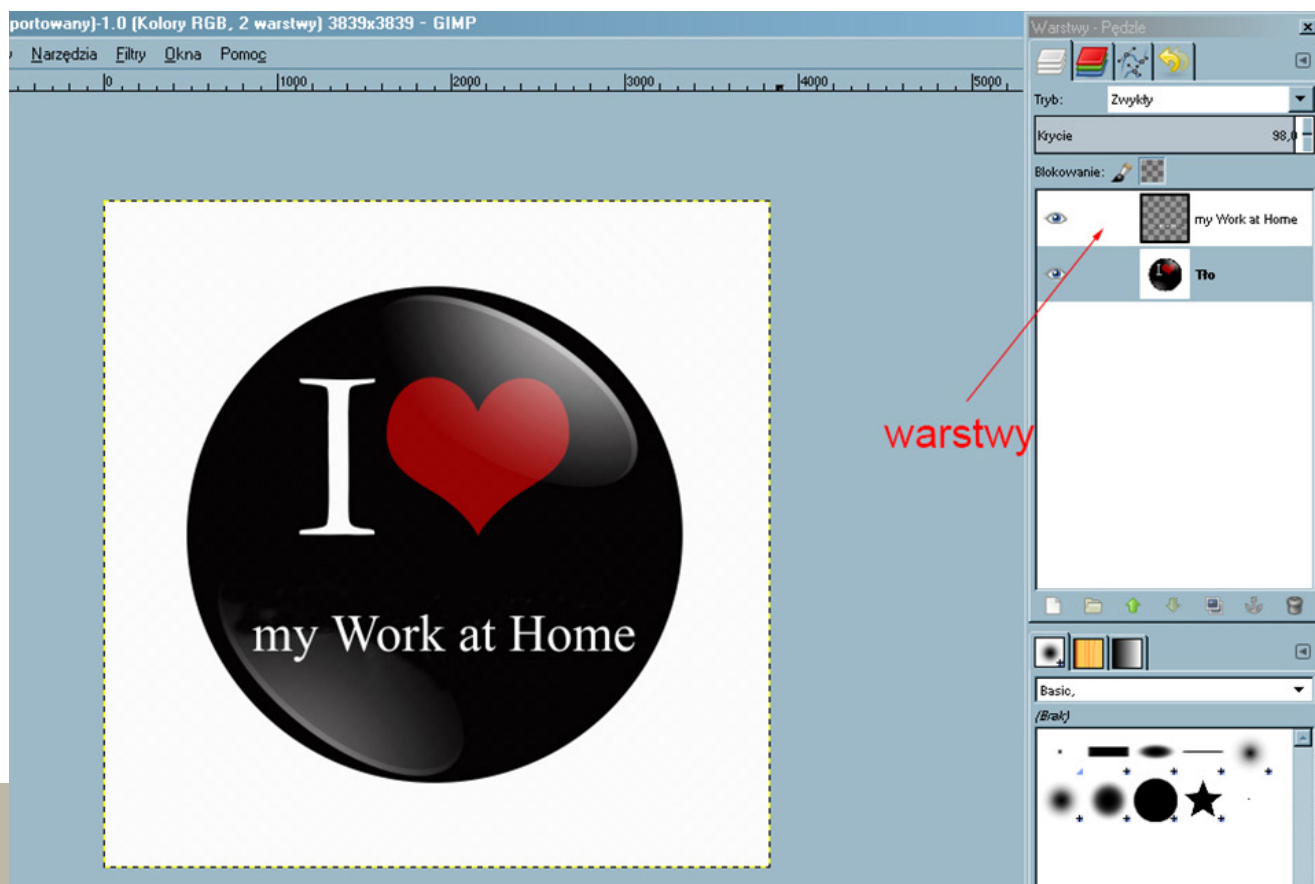 portowany)-1.0 (Kolory RGB, 2 warstwy) 3839x3839 - GIMP
Narzędzia Filtry Okna Pomoc
0 1000 2000 3000 4000 5000
I
my Work at Home
warstwy
Warstwy - Pędzle
Tryb: Zwykły
Krycie 98,0
Blokowanie:
my Work at Home
Tło
Basic,
(Brak)